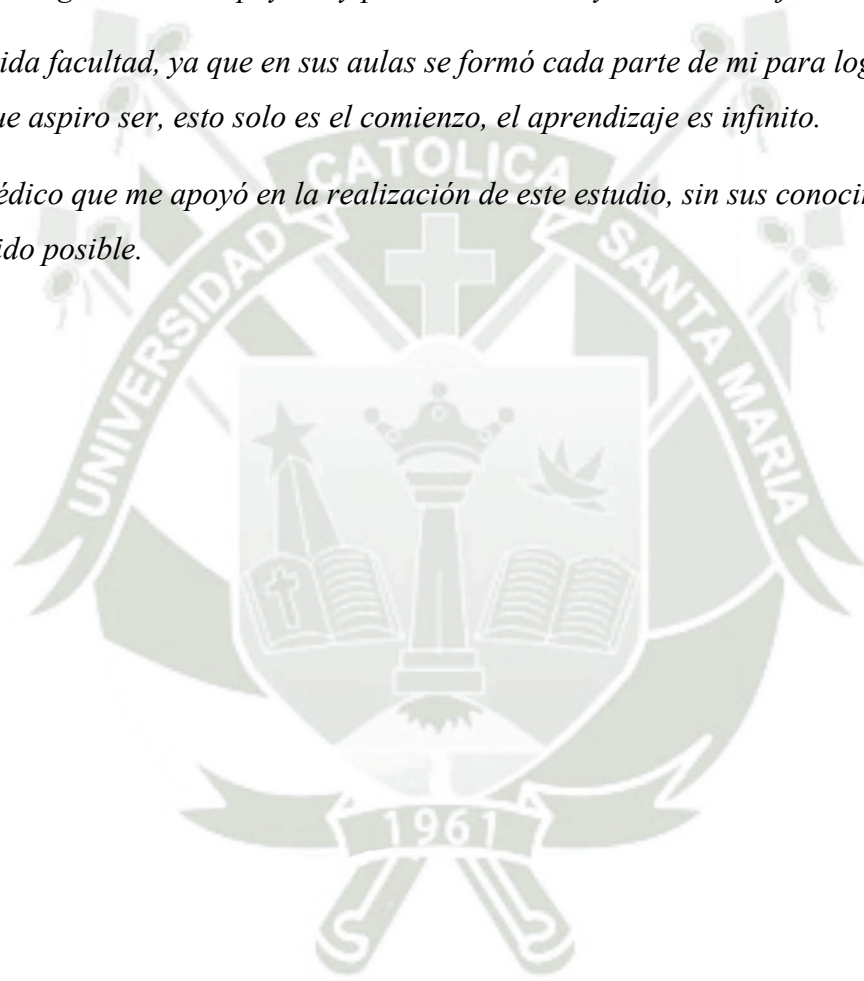 ida facultad, ya que en sus aulas se formó cada parte de mi para log
ue aspiro ser, esto solo es el comienzo, el aprendizaje es infinito.
édico que me apoyó en la realización de este estudio, sin sus conocin
ido posible.
UNIVERSIDAD CATOLICA SANTA MARIA
1961